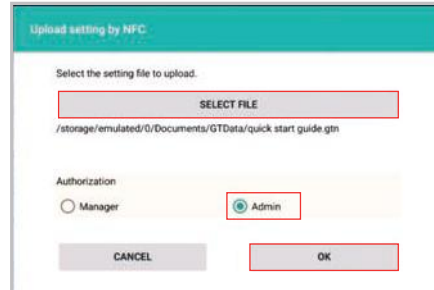 Upload setting by NFC
Select the setting file to upload.
SELECT FILE
/storage/emulated/0/Documents/GTData/quick start guide.gtn
Authorization
Manager
Admin
CANCEL
OK